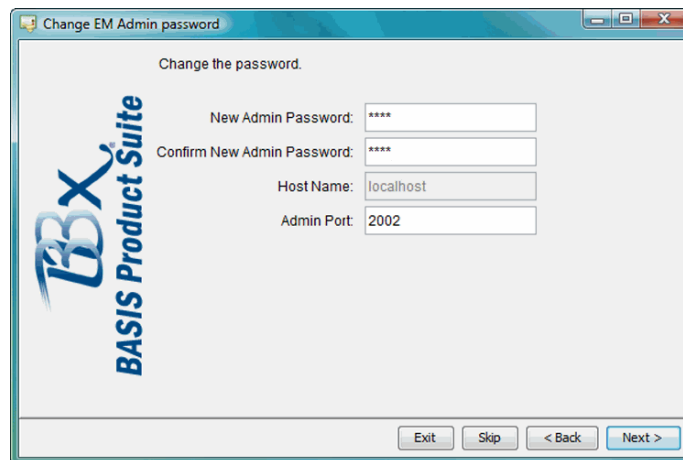 Change EM Admin password
Change the password.
New Admin Password: ****
Confirm New Admin Password: ****
Host Name: localhost
Admin Port: 2002
BBx
BASIS Product Suite
Exit Skip < Back Next >